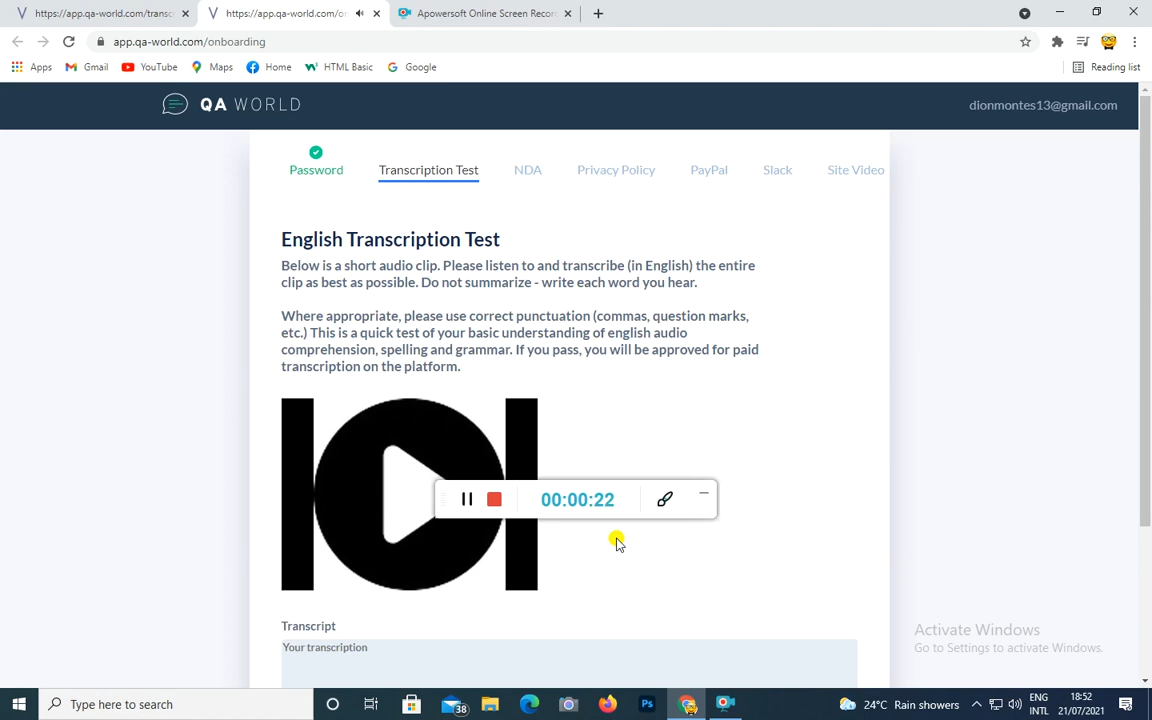 https://app.qa-world.com/transc
https://app.qa-world.com/on
Apowersoft Online Screen Recor
app.qa-world.com/onboarding
Apps
Gmail
YouTube
Maps
Home
HTML Basic
Google
Reading list
QA WORLD
dionmontes13@gmail.com
Password
Transcription Test
NDA
Privacy Policy
PayPal
Slack
Site Video
English Transcription Test
Below is a short audio clip. Please listen to and transcribe (in English) the entire
clip as best as possible. Do not summarize - write each word you hear.
Where appropriate, please use correct punctuation (commas, question marks,
etc.) This is a quick test of your basic understanding of english audio
comprehension, spelling and grammar. If you pass, you will be approved for paid
transcription on the platform.
00:00:22
Transcript
Your transcription
Activate Windows
Go to Settings to activate Windows.
Type here to search
38
Ps
24°C Rain showers
ENG
INTL
18:52
21/07/2021